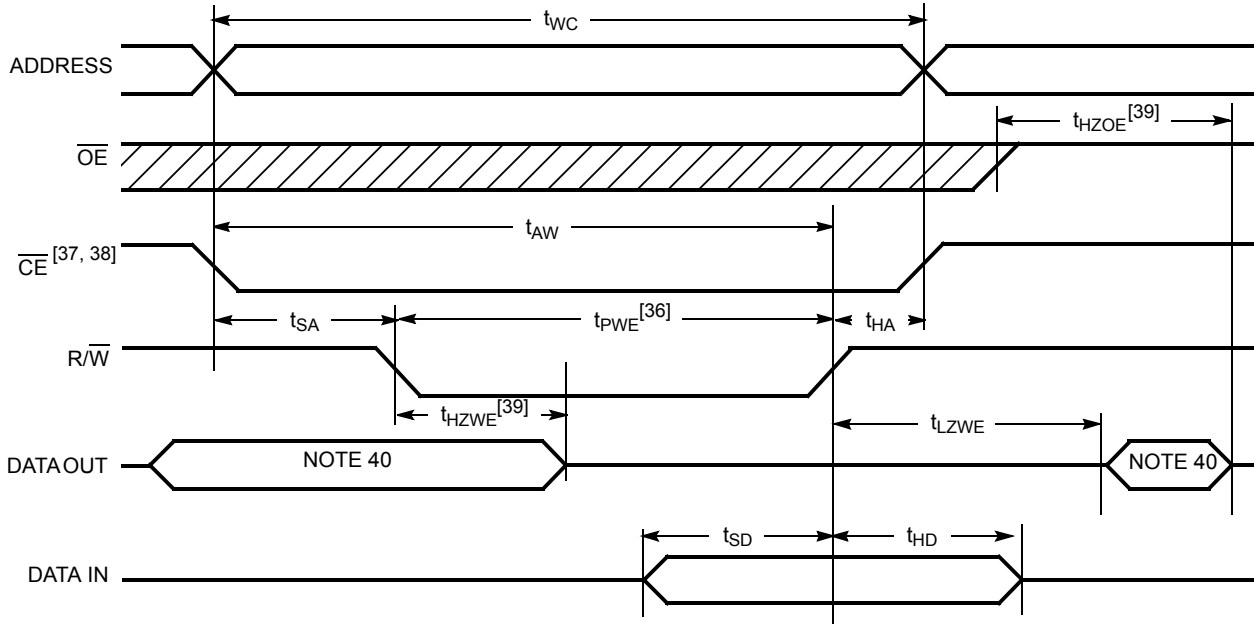 tWC
ADDRESS
tHZOE[39]
OE
tAW
CE [37, 38]
tSA
tPWE[36]
tHA
R/W
tHZWE[39]
tLZWE
DATA OUT
NOTE 40
NOTE 40
tSD
tHD
DATA IN